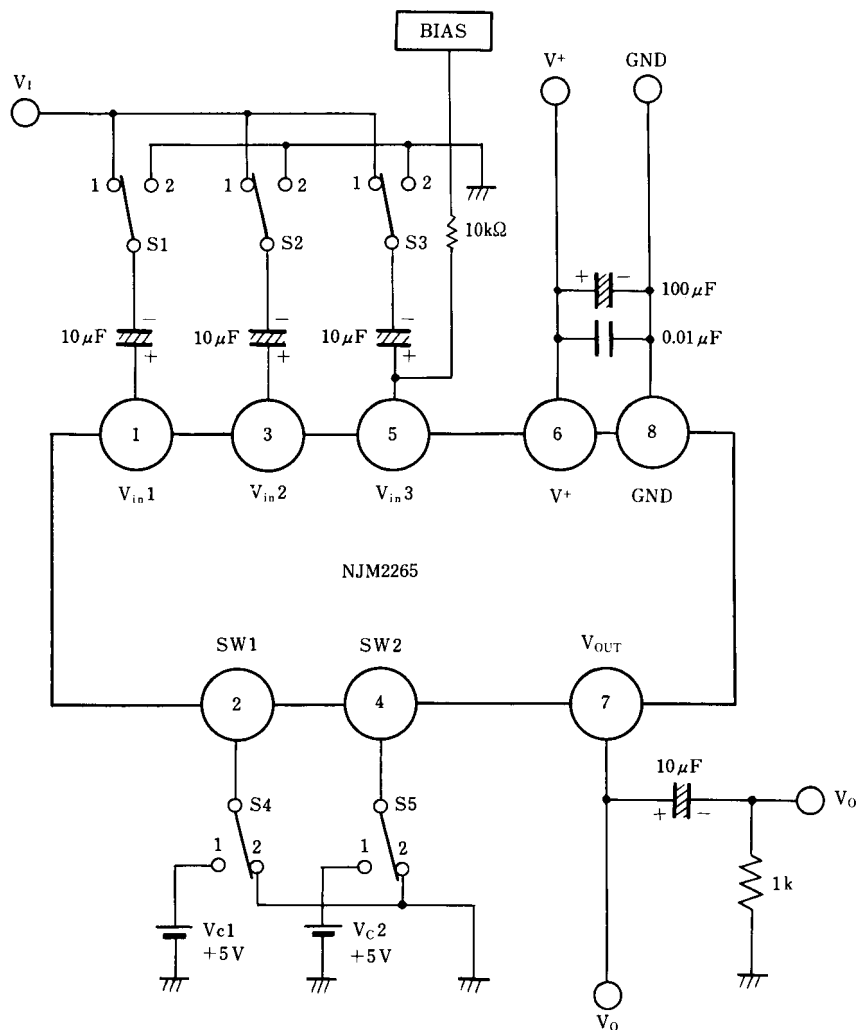 BIAS
V+ GND
VI
1 2 1 2 1 2
S1 S2 S3 10kΩ
+ − 100μF
10μF − + 10μF − + 10μF − + 0.01μF
1 3 5 6 8
Vin1 Vin2 Vin3 V+ GND
NJM2265
SW1 SW2 VOUT
2 4 7
10μF
S4 S5 + − VO
1 2 1 2
1k
Vc1 VC2
+5V +5V
VO